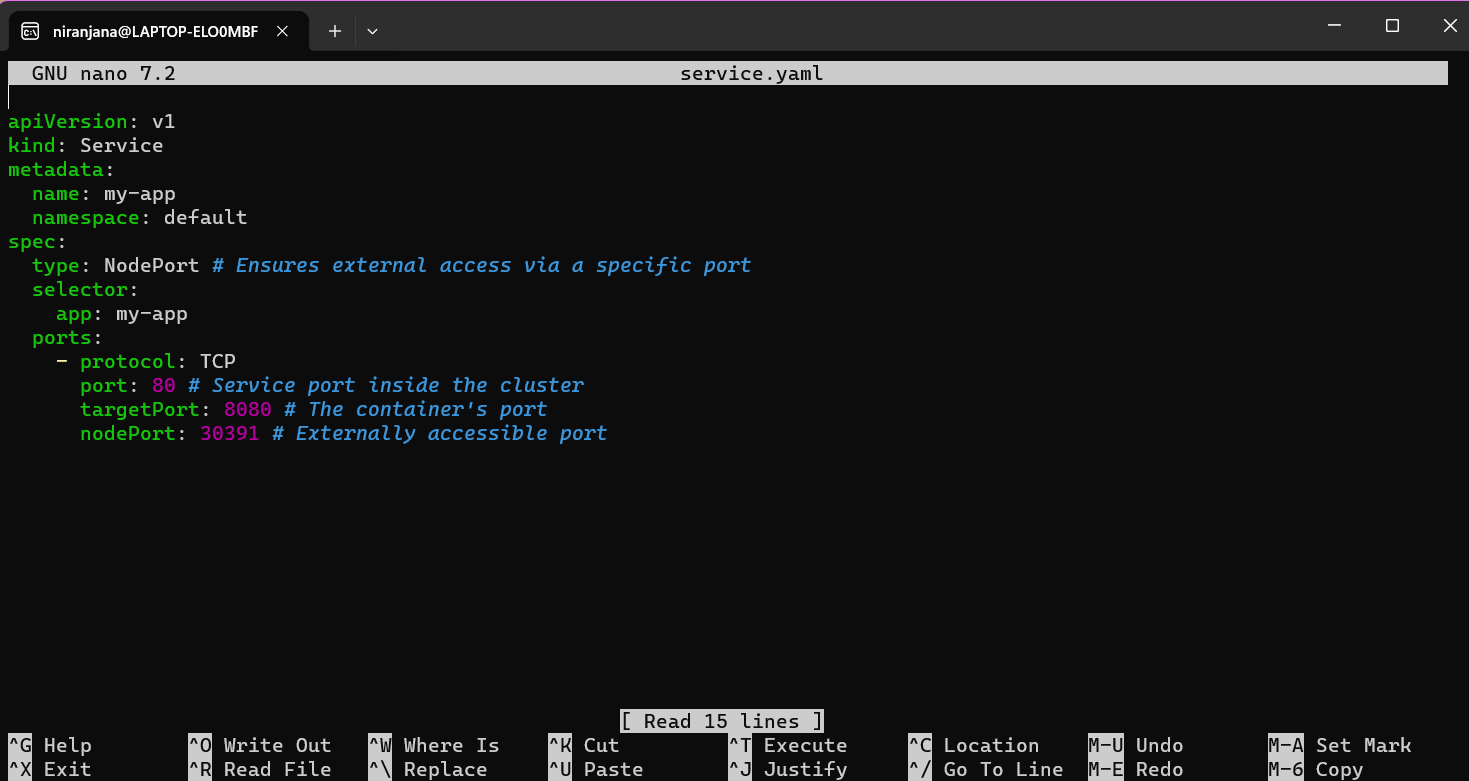 niranjana@LAPTOP-ELO0MBF
GNU nano 7.2 service.yaml
apiVersion: v1
kind: Service
metadata:
  name: my-app
  namespace: default
spec:
  type: NodePort # Ensures external access via a specific port
  selector:
    app: my-app
  ports:
    - protocol: TCP
      port: 80 # Service port inside the cluster
      targetPort: 8080 # The container's port
      nodePort: 30391 # Externally accessible port
[ Read 15 lines ]
^G Help ^O Write Out ^W Where Is ^K Cut ^T Execute ^C Location M-U Undo M-A Set Mark
^X Exit ^R Read File ^\ Replace ^U Paste ^J Justify ^/ Go To Line M-E Redo M-6 Copy